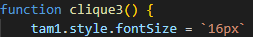 function clique3() {
    tam1.style.fontSize = `16px`